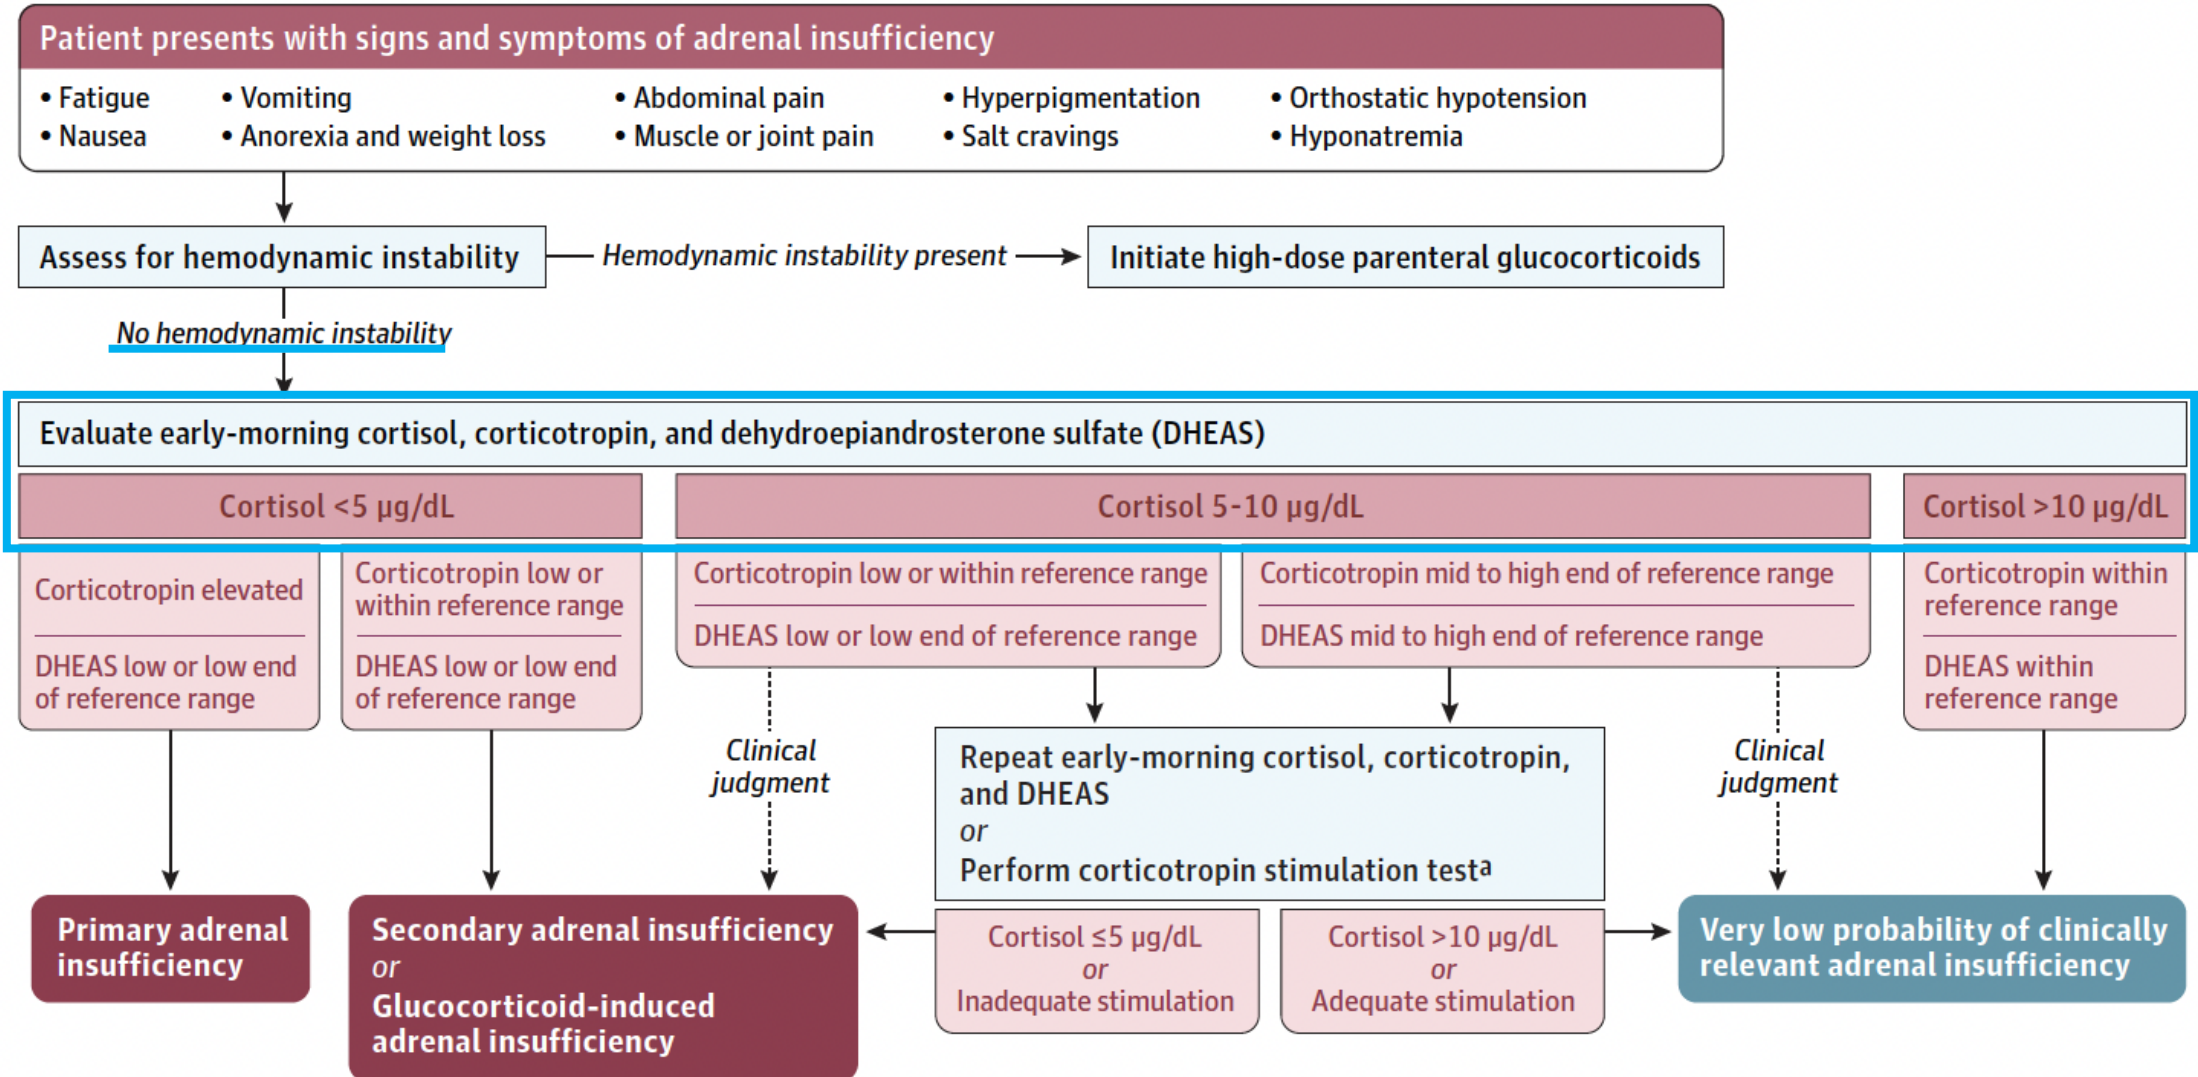 Patient presents with signs and symptoms of adrenal insufficiency
• Fatigue
• Nausea
• Vomiting
• Anorexia and weight loss
• Abdominal pain
• Muscle or joint pain
• Hyperpigmentation
• Salt cravings
• Orthostatic hypotension
• Hyponatremia
Assess for hemodynamic instability
Hemodynamic instability present
Initiate high-dose parenteral glucocorticoids
No hemodynamic instability
Evaluate early-morning cortisol, corticotropin, and dehydroepiandrosterone sulfate (DHEAS)
Cortisol <5 µg/dL
Cortisol 5-10 µg/dL
Cortisol >10 µg/dL
Corticotropin elevated
DHEAS low or low end
of reference range
Corticotropin low or
within reference range
DHEAS low or low end
of reference range
Corticotropin low or within reference range
DHEAS low or low end of reference range
Corticotropin mid to high end of reference range
DHEAS mid to high end of reference range
Corticotropin within
reference range
DHEAS within
reference range
Clinical
judgment
Repeat early-morning cortisol, corticotropin,
and DHEAS
or
Perform corticotropin stimulation testa
Clinical
judgment
Primary adrenal
insufficiency
Secondary adrenal insufficiency
or
Glucocorticoid-induced
adrenal insufficiency
Cortisol ≤5 µg/dL
or
Inadequate stimulation
Cortisol >10 µg/dL
or
Adequate stimulation
Very low probability of clinically
relevant adrenal insufficiency